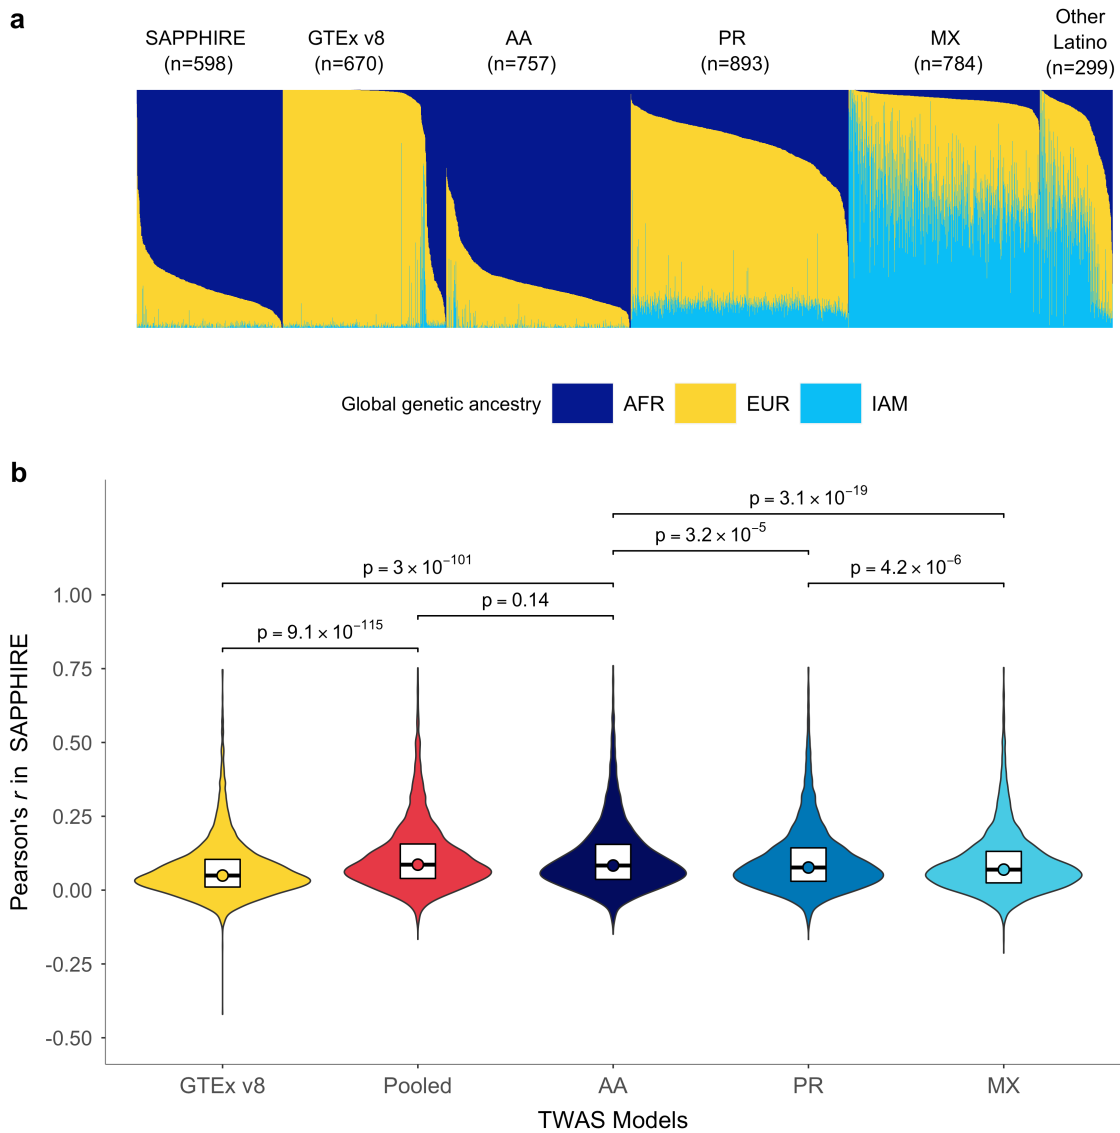 a
SAPPHIRE
(n=598)
GTEx v8
(n=670)
AA
(n=757)
PR
(n=893)
MX
(n=784)
Other
Latino
(n=299)
Global genetic ancestry AFR EUR IAM
b
p = 3.1 × 10⁻¹⁹
p = 3.2 × 10⁻⁵
p = 3 × 10⁻¹⁰¹
p = 4.2 × 10⁻⁶
p = 0.14
p = 9.1 × 10⁻¹¹⁵
Pearson's r in SAPPHIRE
1.00
0.75
0.50
0.25
0.00
-0.25
-0.50
GTEx v8 Pooled AA PR MX
TWAS Models